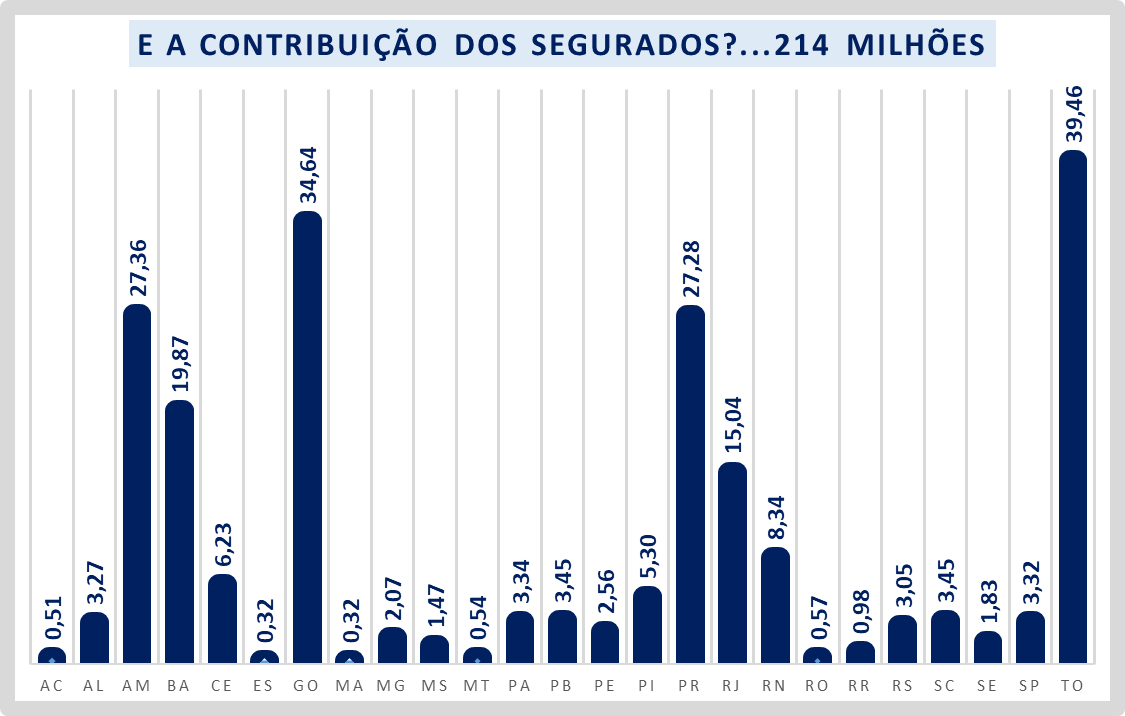 E A CONTRIBUIÇÃO DOS SEGURADOS?...214 MILHÕES
0,51 3,27 27,36 19,87 6,23 0,32 34,64 0,32 2,07 1,47 0,54 3,34 3,45 2,56 5,30 27,28 15,04 8,34 0,57 0,98 3,05 3,45 1,83 3,32 39,46
AC AL AM BA CE ES GO MA MG MS MT PA PB PE PI PR RJ RN RO RR RS SC SE SP TO